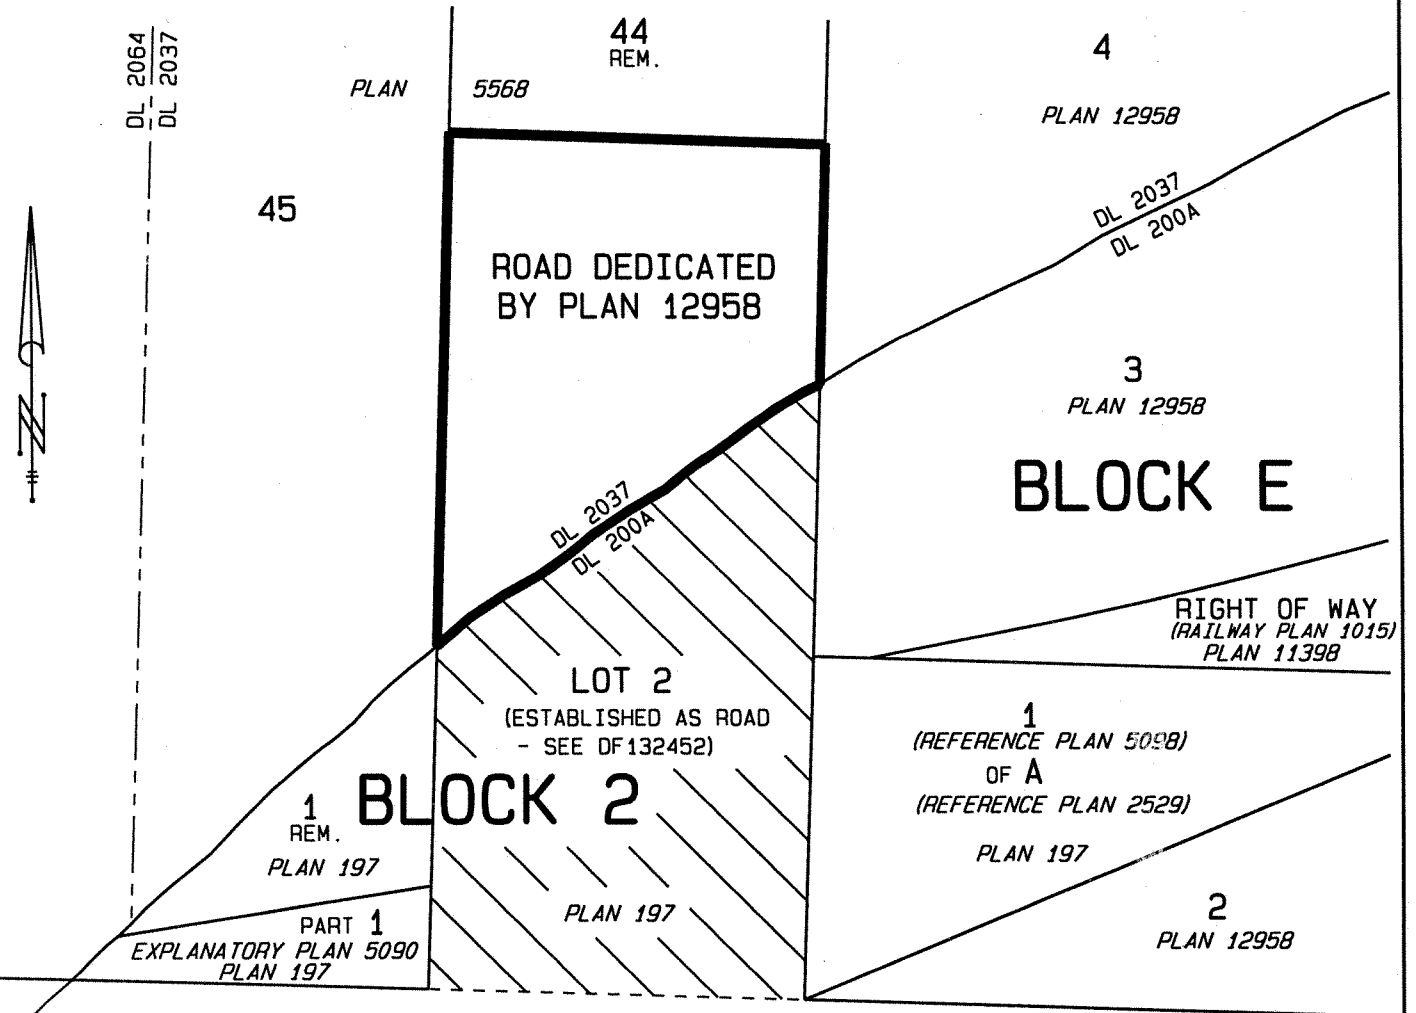 DL 2064
DL 2037
44
REM.
4
PLAN 5568
PLAN 12958
45
DL 2037
DL 200A
ROAD DEDICATED
BY PLAN 12958
3
PLAN 12958
BLOCK E
DL 2037
DL 200A
RIGHT OF WAY
(RAILWAY PLAN 1015)
PLAN 11398
LOT 2
(ESTABLISHED AS ROAD
- SEE DF132452)
1
(REFERENCE PLAN 5098)
OF A
(REFERENCE PLAN 2529)
PLAN 197
BLOCK 2
1
REM.
PLAN 197
PLAN 197
PART 1
EXPLANATORY PLAN 5090
PLAN 197
2
PLAN 12958
N